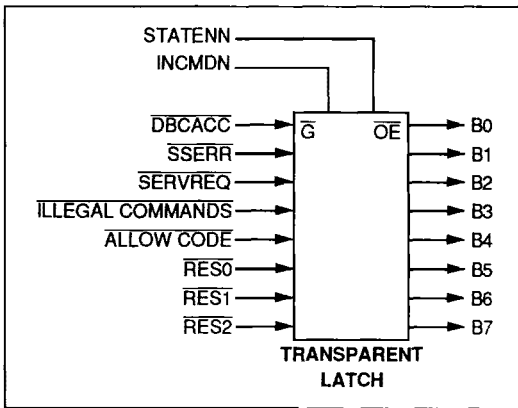 STATENN
INCMDN
G OE
DBCACC B0
SSERR B1
SERVREQ B2
ILLEGAL COMMANDS B3
ALLOW CODE B4
RES0 B5
RES1 B6
RES2 B7
TRANSPARENT
LATCH